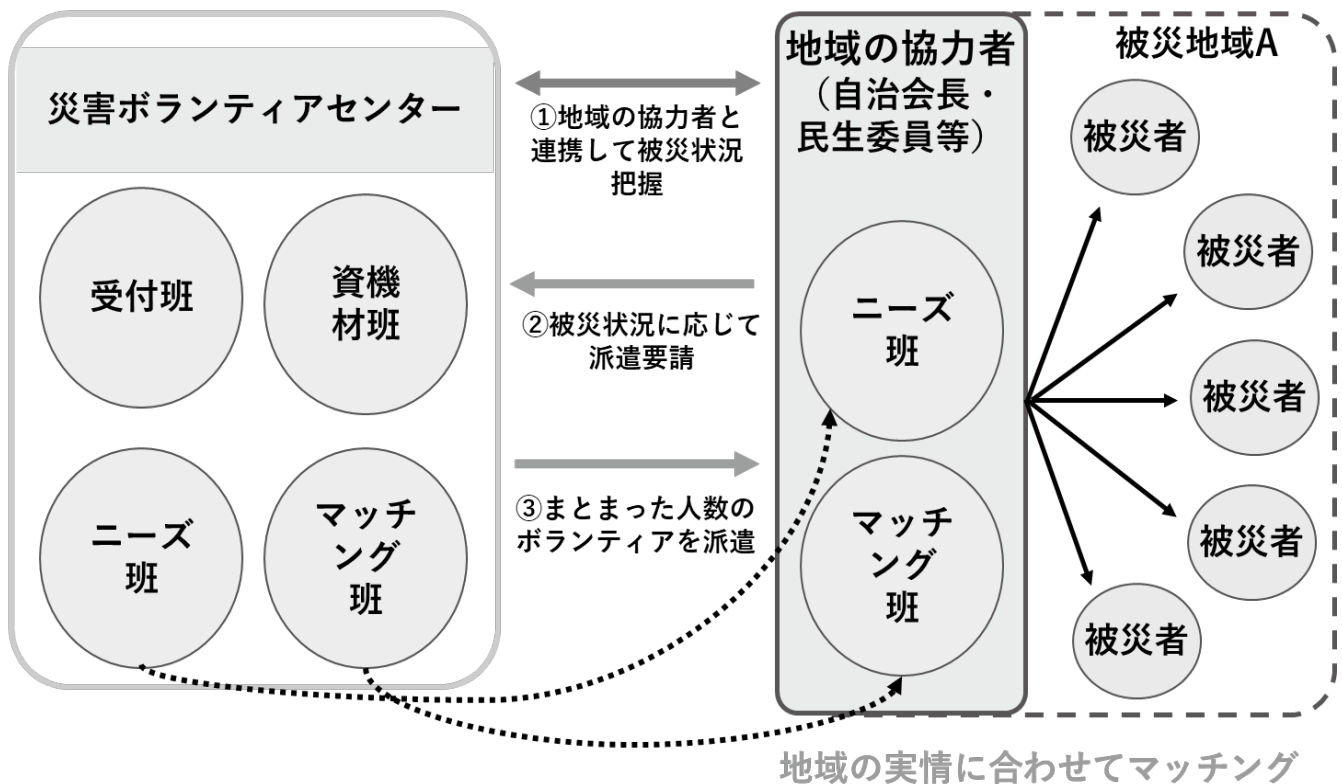 災害ボランティアセンター
受付班
資機
材班
ニーズ
班
マッチ
ング
班
①地域の協力者と
連携して被災状況
把握
②被災状況に応じて
派遣要請
③まとまった人数の
ボランティアを派遣
地域の協力者
（自治会長・
民生委員等）
ニーズ
班
マッチ
ング
班
被災地域A
被災者
被災者
被災者
被災者
被災者
地域の実情に合わせてマッチング